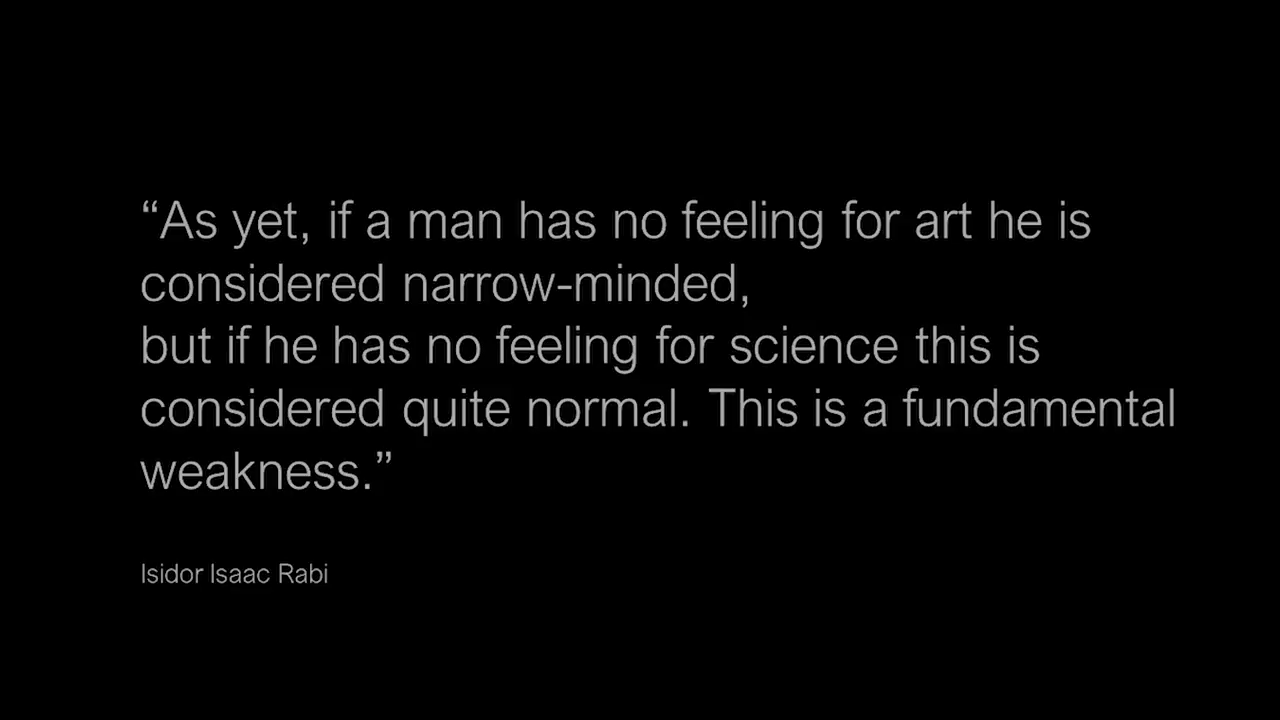 “As yet, if a man has no feeling for art he is
considered narrow-minded,
but if he has no feeling for science this is
considered quite normal. This is a fundamental
weakness.”
Isidor Isaac Rabi